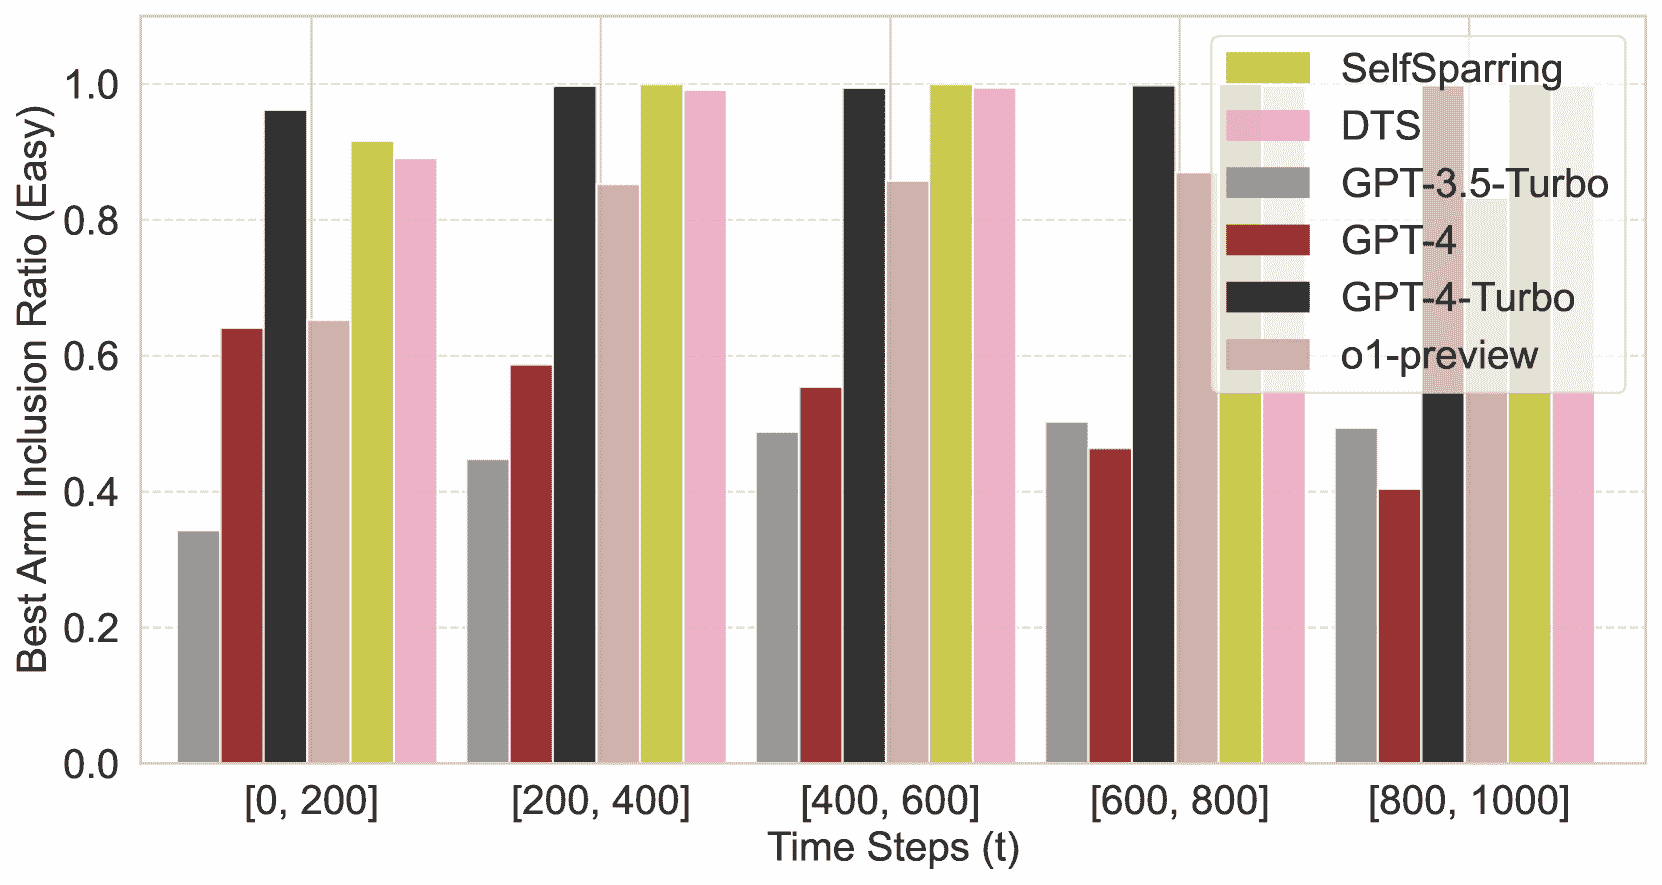 Best Arm Inclusion Ratio (Easy)
1.0
0.8
0.6
0.4
0.2
0.0
SelfSparring
DTS
GPT-3.5-Turbo
GPT-4
GPT-4-Turbo
o1-preview
[0, 200]
[200, 400]
[400, 600]
[600, 800]
[800, 1000]
Time Steps (t)